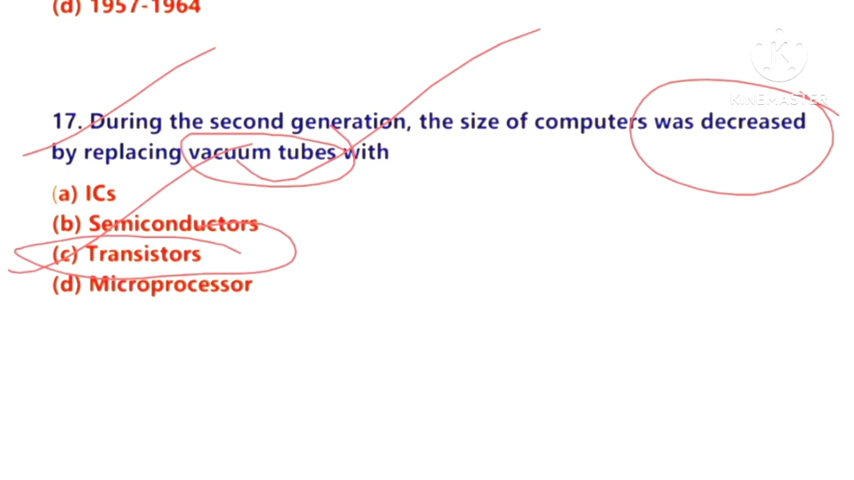 (d) 1957-1964
KINEMASTER
17. During the second generation, the size of computers was decreased
by replacing vacuum tubes with
(a) ICs
(b) Semiconductors
(c) Transistors
(d) Microprocessor